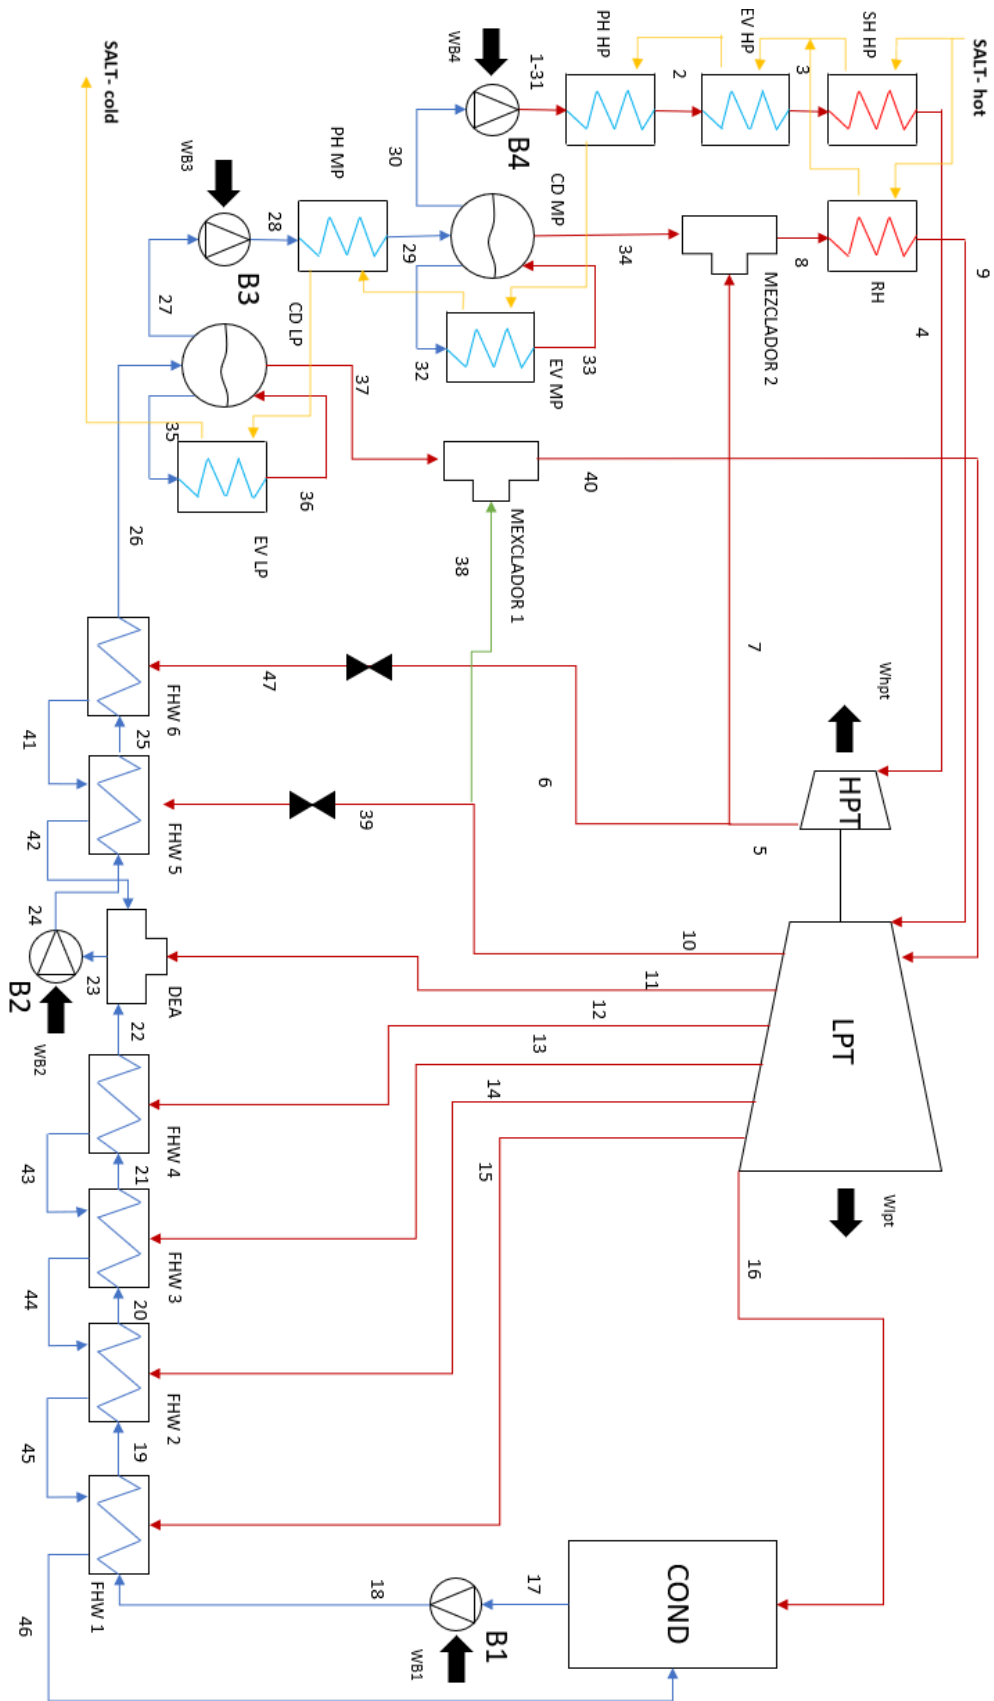 SALT- hot
9
4
SH HP
RH
3
EV HP
8
2
PH HP
MEZCLADOR 2
1-31
34
CD MP
WB4
B4
EV MP
33
30
29
32
PH MP
28
B3
WB3
CD LP
37
27
35
36
EV LP
SALT- cold
26
40
MEXCLADOR 1
38
7
6
5
Whpt
HPT
LPT
Wlpt
10
11
12
13
14
15
16
COND
17
B1
WB1
18
47
39
FHW 6
FHW 5
DEA
FHW 4
FHW 3
FHW 2
FHW 1
25
24
23
22
21
20
19
B2
WB2
41
42
43
44
45
46